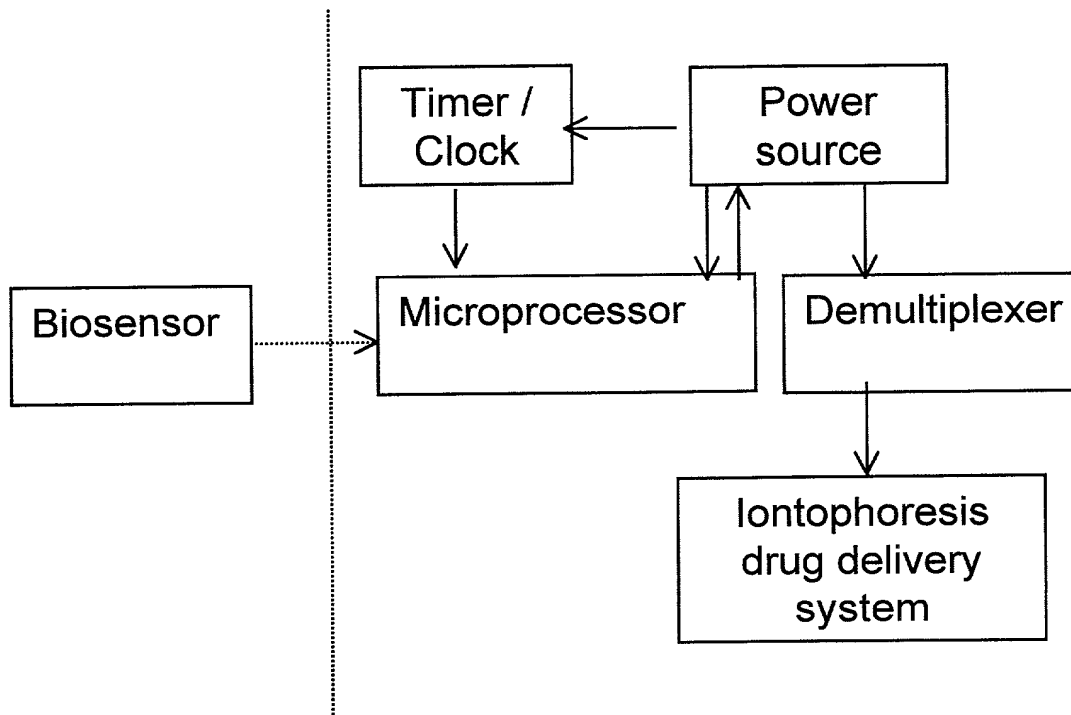 Timer /
Clock
Power
source
Biosensor
Microprocessor
Demultiplexer
Iontophoresis
drug delivery
system